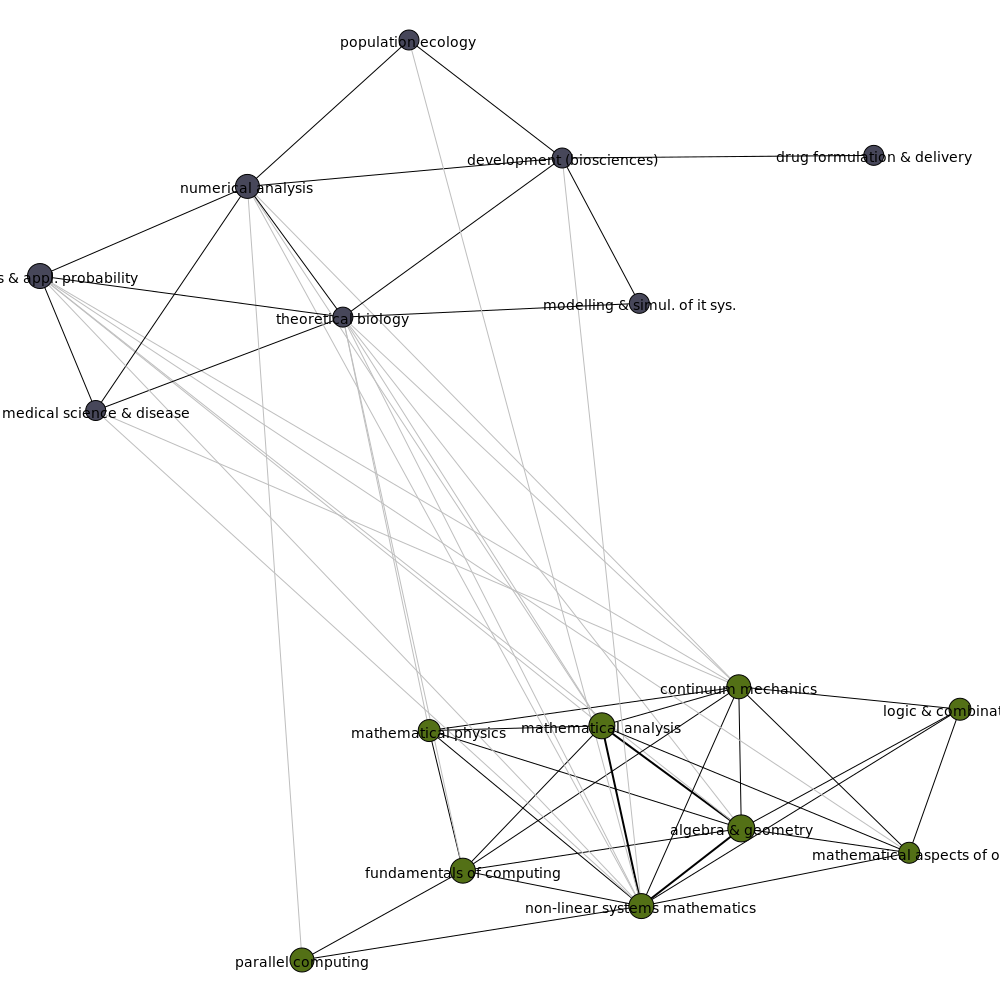 population ecology
development (biosciences)
drug formulation & delivery
numerical analysis
s & appl. probability
modelling & simul. of it sys.
theoretical biology
medical science & disease
continuum mechanics
logic & combinat
mathematical analysis
mathematical physics
algebra & geometry
mathematical aspects of o
fundamentals of computing
non-linear systems mathematics
parallel computing